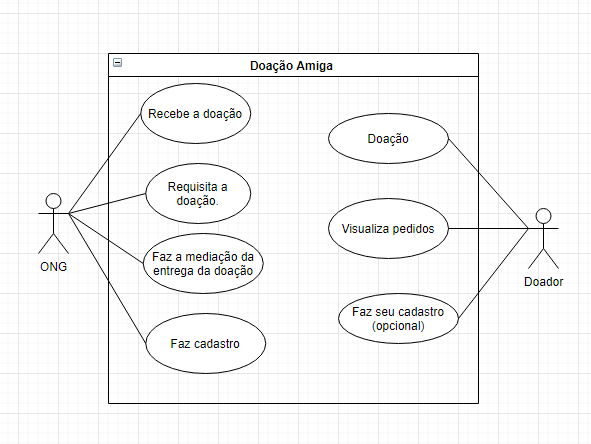 Doação Amiga
Recebe a doação
Requisita a
doação.
Faz a mediação da
entrega da doação
Faz cadastro
Doação
Visualiza pedidos
Faz seu cadastro
(opcional)
ONG
Doador